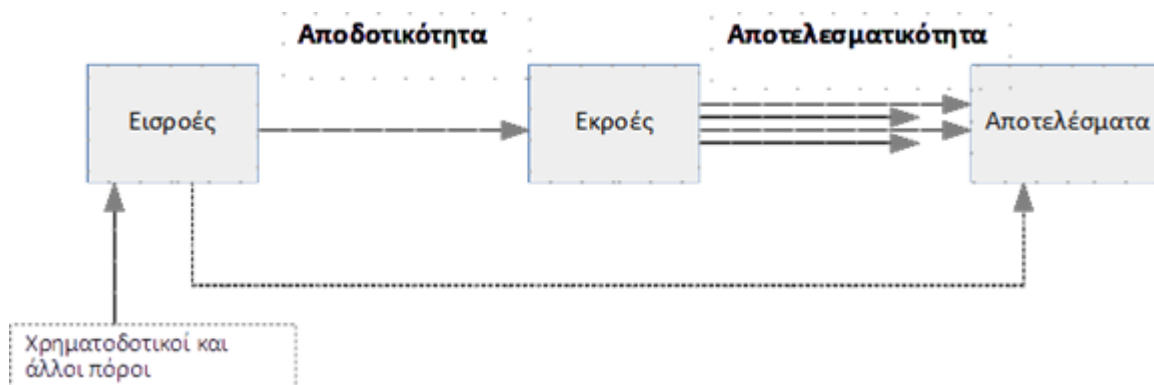 Αποδοτικότητα
Αποτελεσματικότητα
Εισροές
Εκροές
Αποτελέσματα
Χρηματοδοτικοί και
άλλοι πόροι